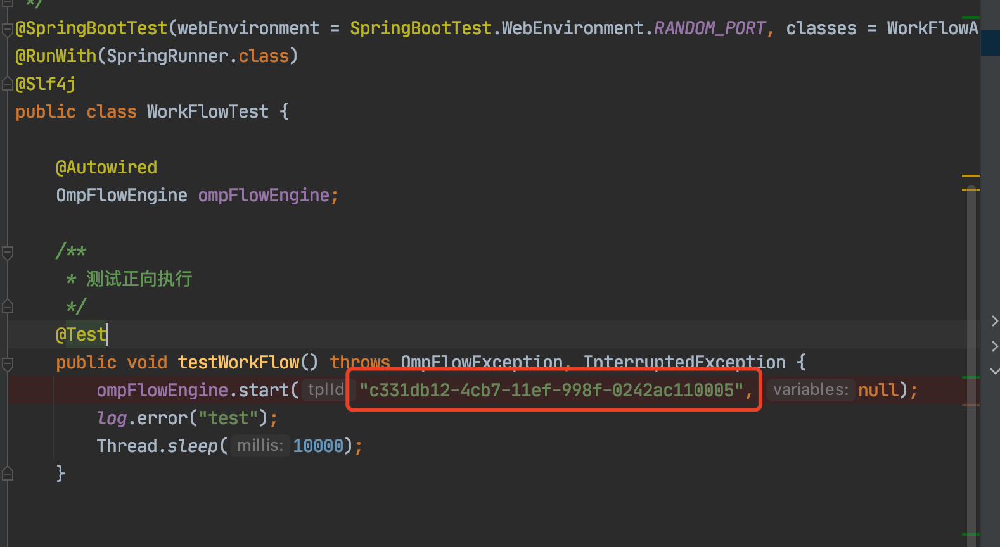 */
@SpringBootTest(webEnvironment = SpringBootTest.WebEnvironment.RANDOM_PORT, classes = WorkFlowA
@RunWith(SpringRunner.class)
@Slf4j
public class WorkFlowTest {
@Autowired
OmpFlowEngine ompFlowEngine;
/**
* 测试正向执行
*/
@Test
public void testWorkFlow() throws OmpFlowException, InterruptedException {
ompFlowEngine.start( tplId "c331db12-4cb7-11ef-998f-0242ac110005", variables: null);
log.error("test");
Thread.sleep( millis: 10000);
}